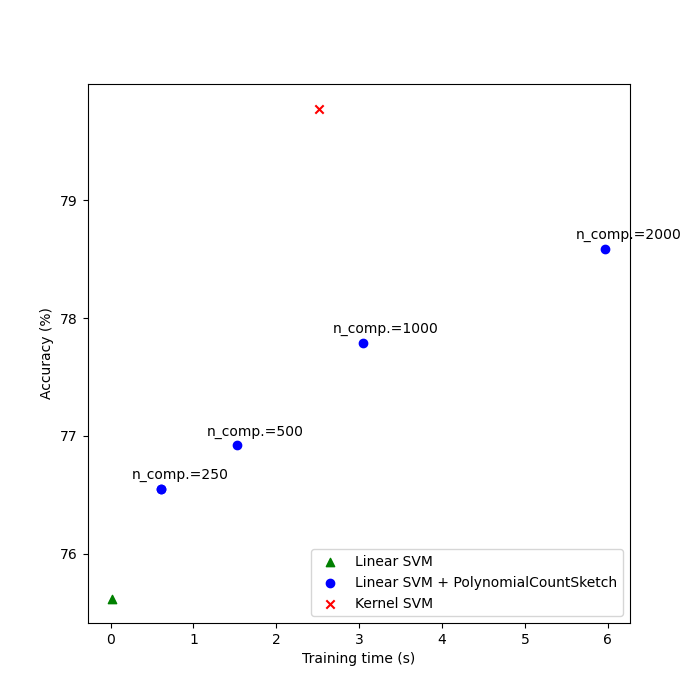 79
78
77
76
Accuracy (%)
n_comp.=2000
n_comp.=1000
n_comp.=500
n_comp.=250
Linear SVM
Linear SVM + PolynomialCountSketch
Kernel SVM
0 1 2 3 4 5 6
Training time (s)